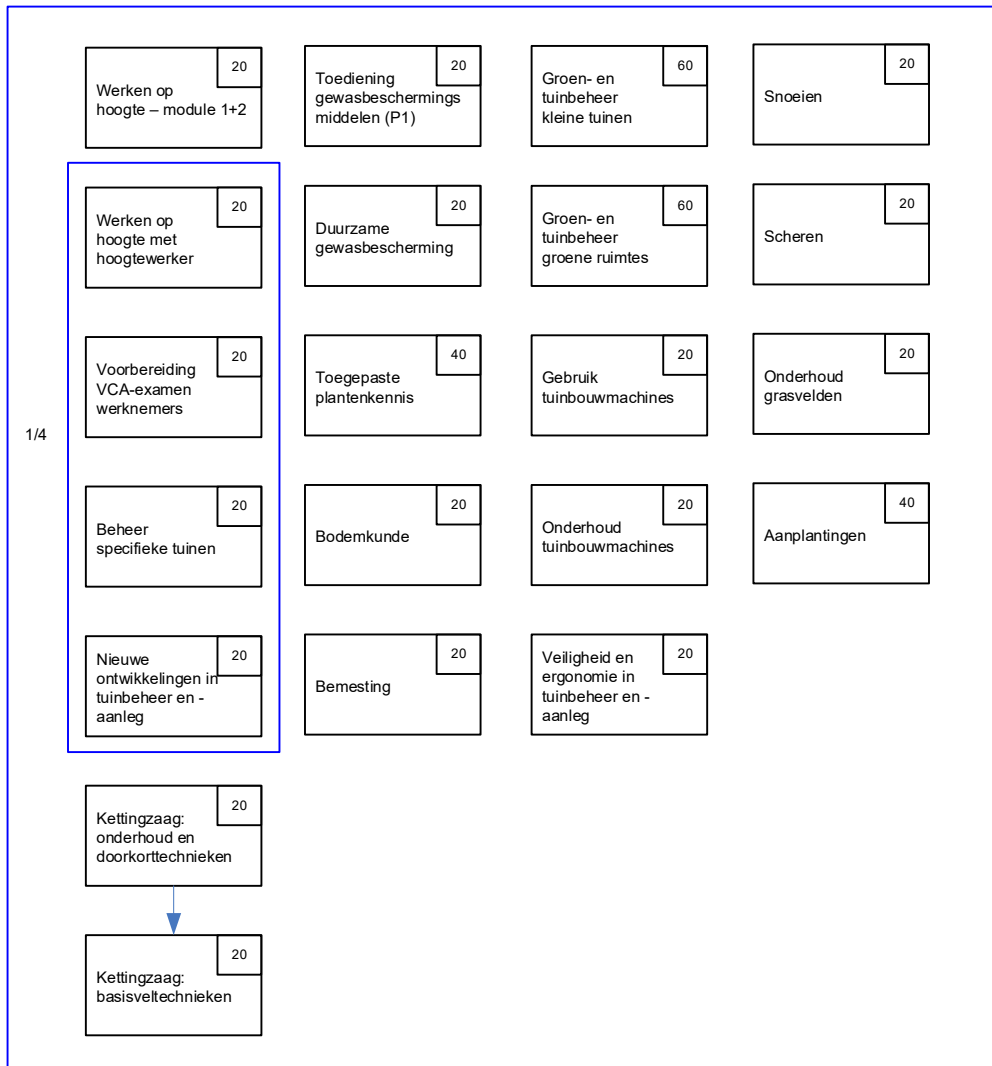 20
Werken op
hoogte – module 1+2
20
Toediening
gewasbeschermings
middelen (P1)
60
Groen- en
tuinbeheer
kleine tuinen
20
Snoeien
20
Werken op
hoogte met
hoogtewerker
20
Duurzame
gewasbescherming
60
Groen- en
tuinbeheer
groene ruimtes
20
Scheren
20
Voorbereiding
VCA-examen
werknemers
40
Toegepaste
plantenkennis
20
Gebruik
tuinbouwmachines
20
Onderhoud
grasvelden
1/4
20
Beheer
specifieke tuinen
20
Bodemkunde
20
Onderhoud
tuinbouwmachines
40
Aanplantingen
20
Nieuwe
ontwikkelingen in
tuinbeheer en -
aanleg
20
Bemesting
20
Veiligheid en
ergonomie in
tuinbeheer en -
aanleg
20
Kettingzaag:
onderhoud en
doorkorttechnieken
20
Kettingzaag:
basisveltechnieken